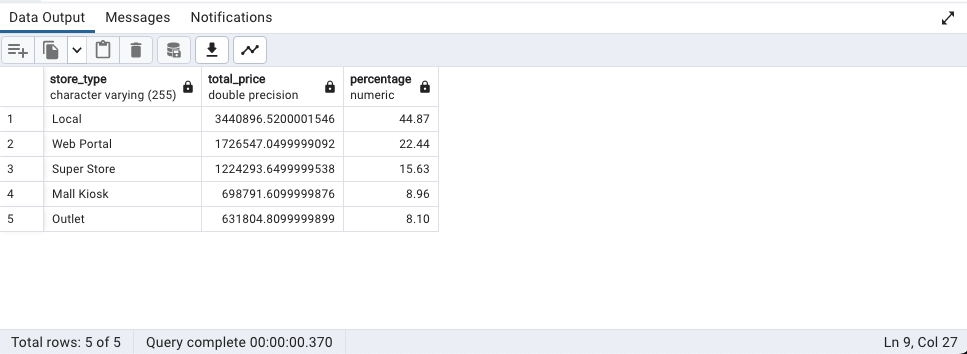 Data Output Messages Notifications
store_type total_price percentage
character varying (255) double precision numeric
1 Local 3440896.5200001546 44.87
2 Web Portal 1726547.0499999092 22.44
3 Super Store 1224293.6499999538 15.63
4 Mall Kiosk 698791.6099999876 8.96
5 Outlet 631804.8099999899 8.10
Total rows: 5 of 5 Query complete 00:00:00.370 Ln 9, Col 27